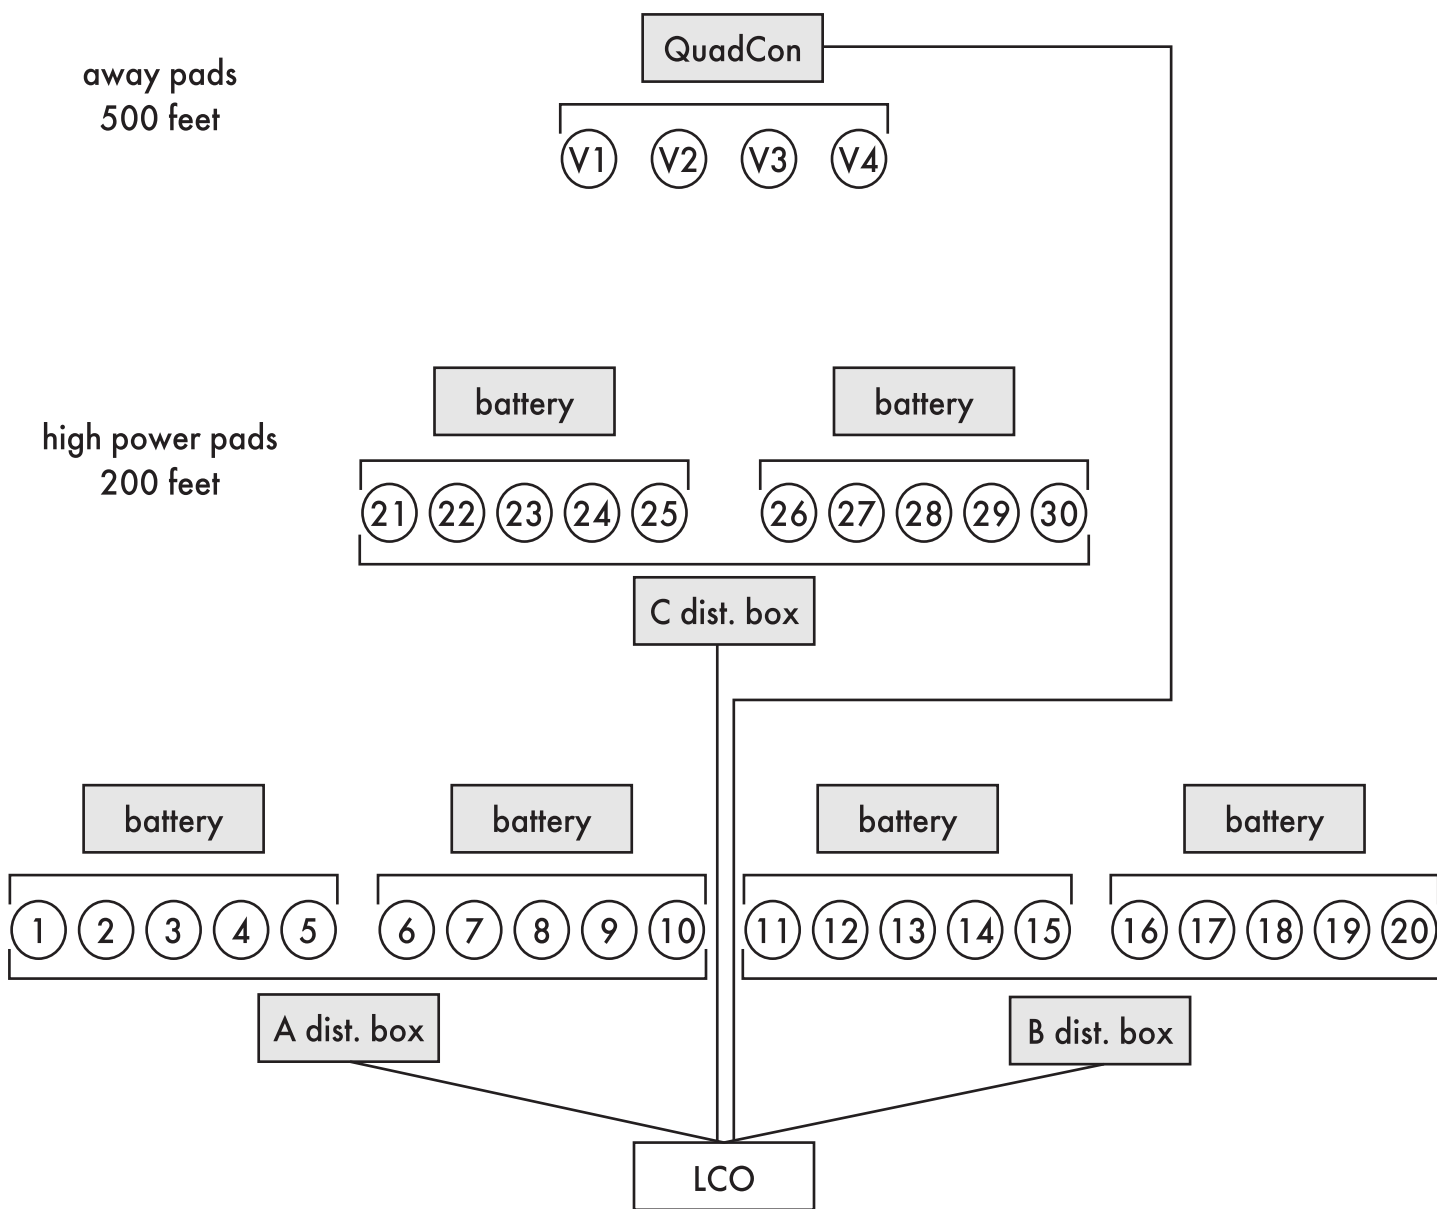 QuadCon
away pads
500 feet
V1 V2 V3 V4
battery battery
high power pads
200 feet
21 22 23 24 25 26 27 28 29 30
C dist. box
battery battery battery battery
1 2 3 4 5 6 7 8 9 10 11 12 13 14 15 16 17 18 19 20
A dist. box B dist. box
LCO